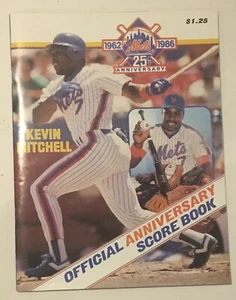 $1.25
1962 Mets 1986
25th
ANNIVERSARY
KEVIN
MITCHELL
Mets
7
OFFICIAL ANNIVERSARY
SCORE BOOK